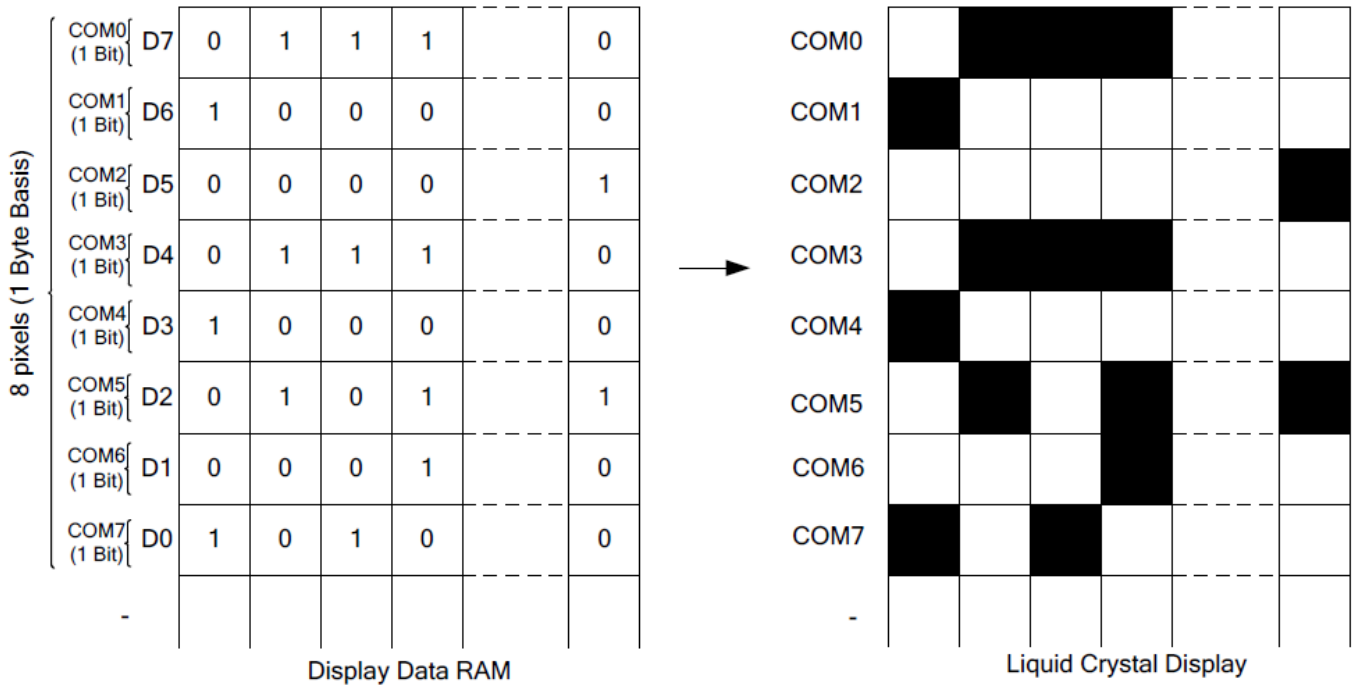 8 pixels (1 Byte Basis)
COM0 (1 Bit) D7 0 1 1 1 0
COM1 (1 Bit) D6 1 0 0 0 0
COM2 (1 Bit) D5 0 0 0 0 1
COM3 (1 Bit) D4 0 1 1 1 0
COM4 (1 Bit) D3 1 0 0 0 0
COM5 (1 Bit) D2 0 1 0 1 1
COM6 (1 Bit) D1 0 0 0 1 0
COM7 (1 Bit) D0 1 0 1 0 0
-
Display Data RAM
COM0
COM1
COM2
COM3
COM4
COM5
COM6
COM7
-
Liquid Crystal Display